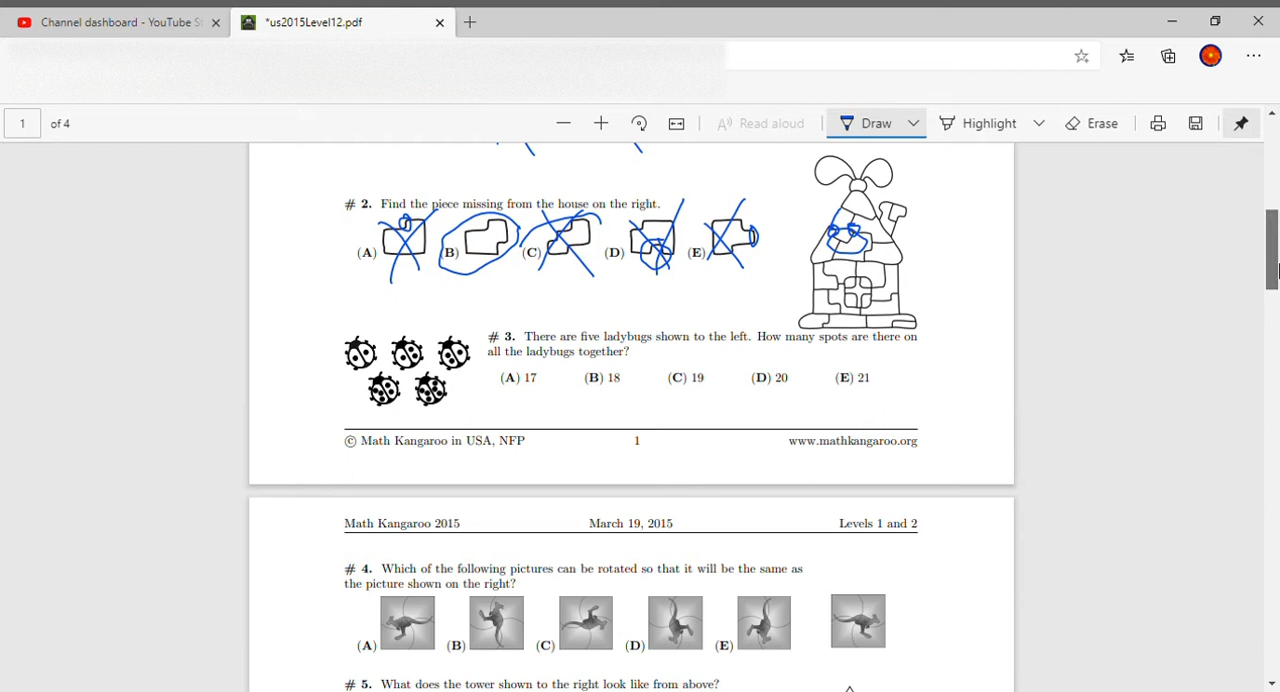 Channel dashboard - YouTube S
*us2015Level12.pdf
1 of 4
Read aloud
Draw
Highlight
Erase
# 2. Find the piece missing from the house on the right.
(A) (B) (C) (D) (E)
# 3. There are five ladybugs shown to the left. How many spots are there on
all the ladybugs together?
(A) 17 (B) 18 (C) 19 (D) 20 (E) 21
© Math Kangaroo in USA, NFP 1 www.mathkangaroo.org
Math Kangaroo 2015 March 19, 2015 Levels 1 and 2
# 4. Which of the following pictures can be rotated so that it will be the same as
the picture shown on the right?
(A) (B) (C) (D) (E)
# 5. What does the tower shown to the right look like from above?